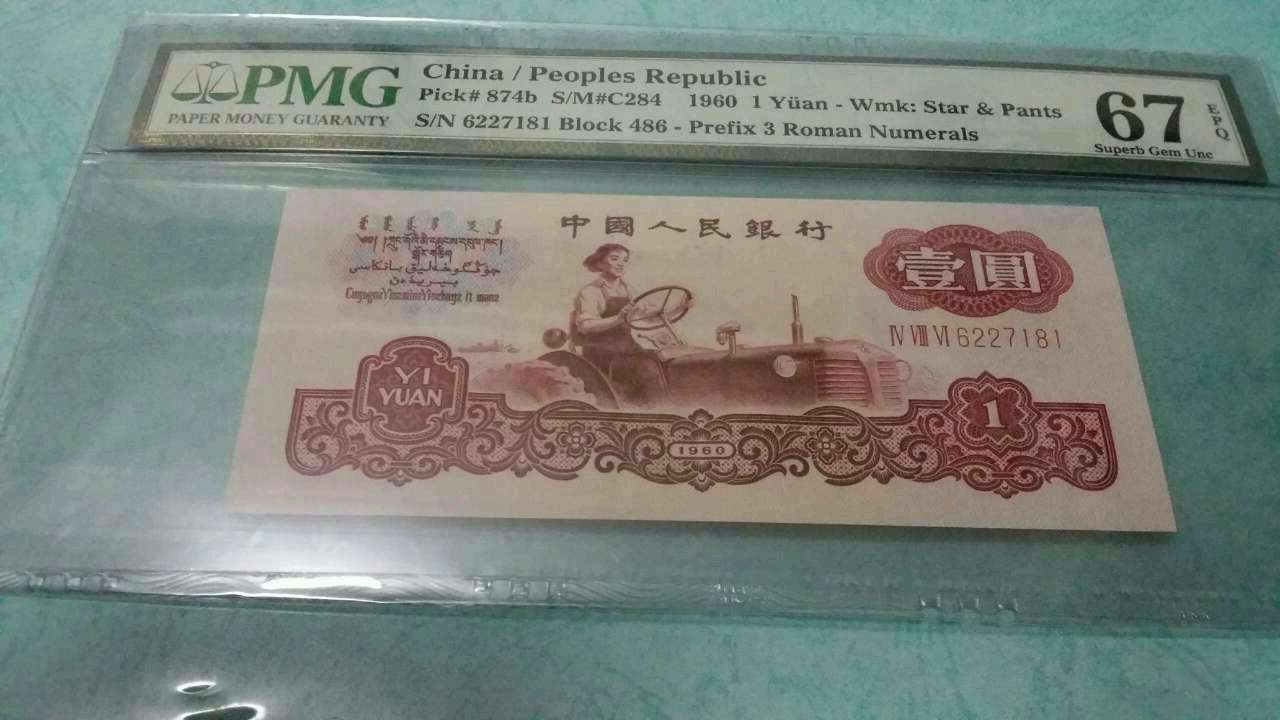 PMG
PAPER MONEY GUARANTY
China / Peoples Republic
Pick# 874b S/M#C284 1960 1 Yüan - Wmk: Star & Pants
S/N 6227181 Block 486 - Prefix 3 Roman Numerals
67
EPQ
Superb Gem Unc
中國人民銀行
壹圓
Ⅳ Ⅷ Ⅵ 6227181
YI
YUAN
1960
1